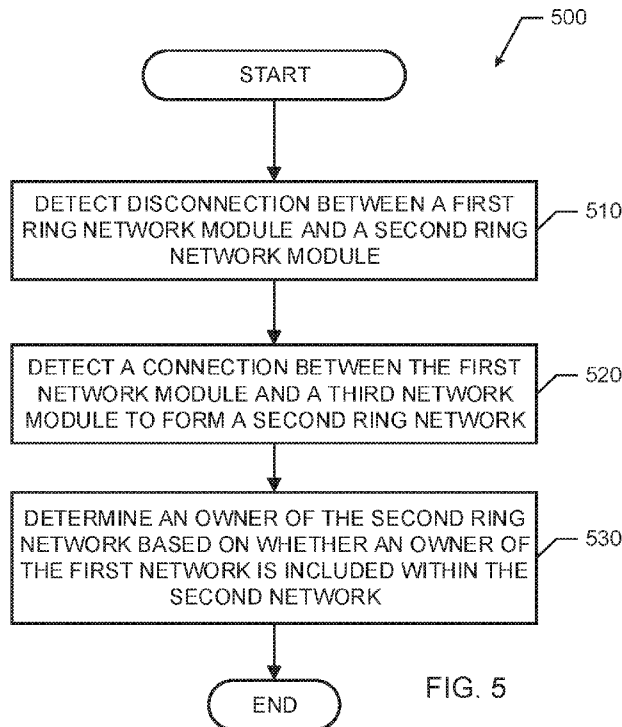 500
START
DETECT DISCONNECTION BETWEEN A FIRST
RING NETWORK MODULE AND A SECOND RING
NETWORK MODULE
510
DETECT A CONNECTION BETWEEN THE FIRST
NETWORK MODULE AND A THIRD NETWORK
MODULE TO FORM A SECOND RING NETWORK
520
DETERMINE AN OWNER OF THE SECOND RING
NETWORK BASED ON WHETHER AN OWNER OF
THE FIRST NETWORK IS INCLUDED WITHIN THE
SECOND NETWORK
530
END
FIG. 5